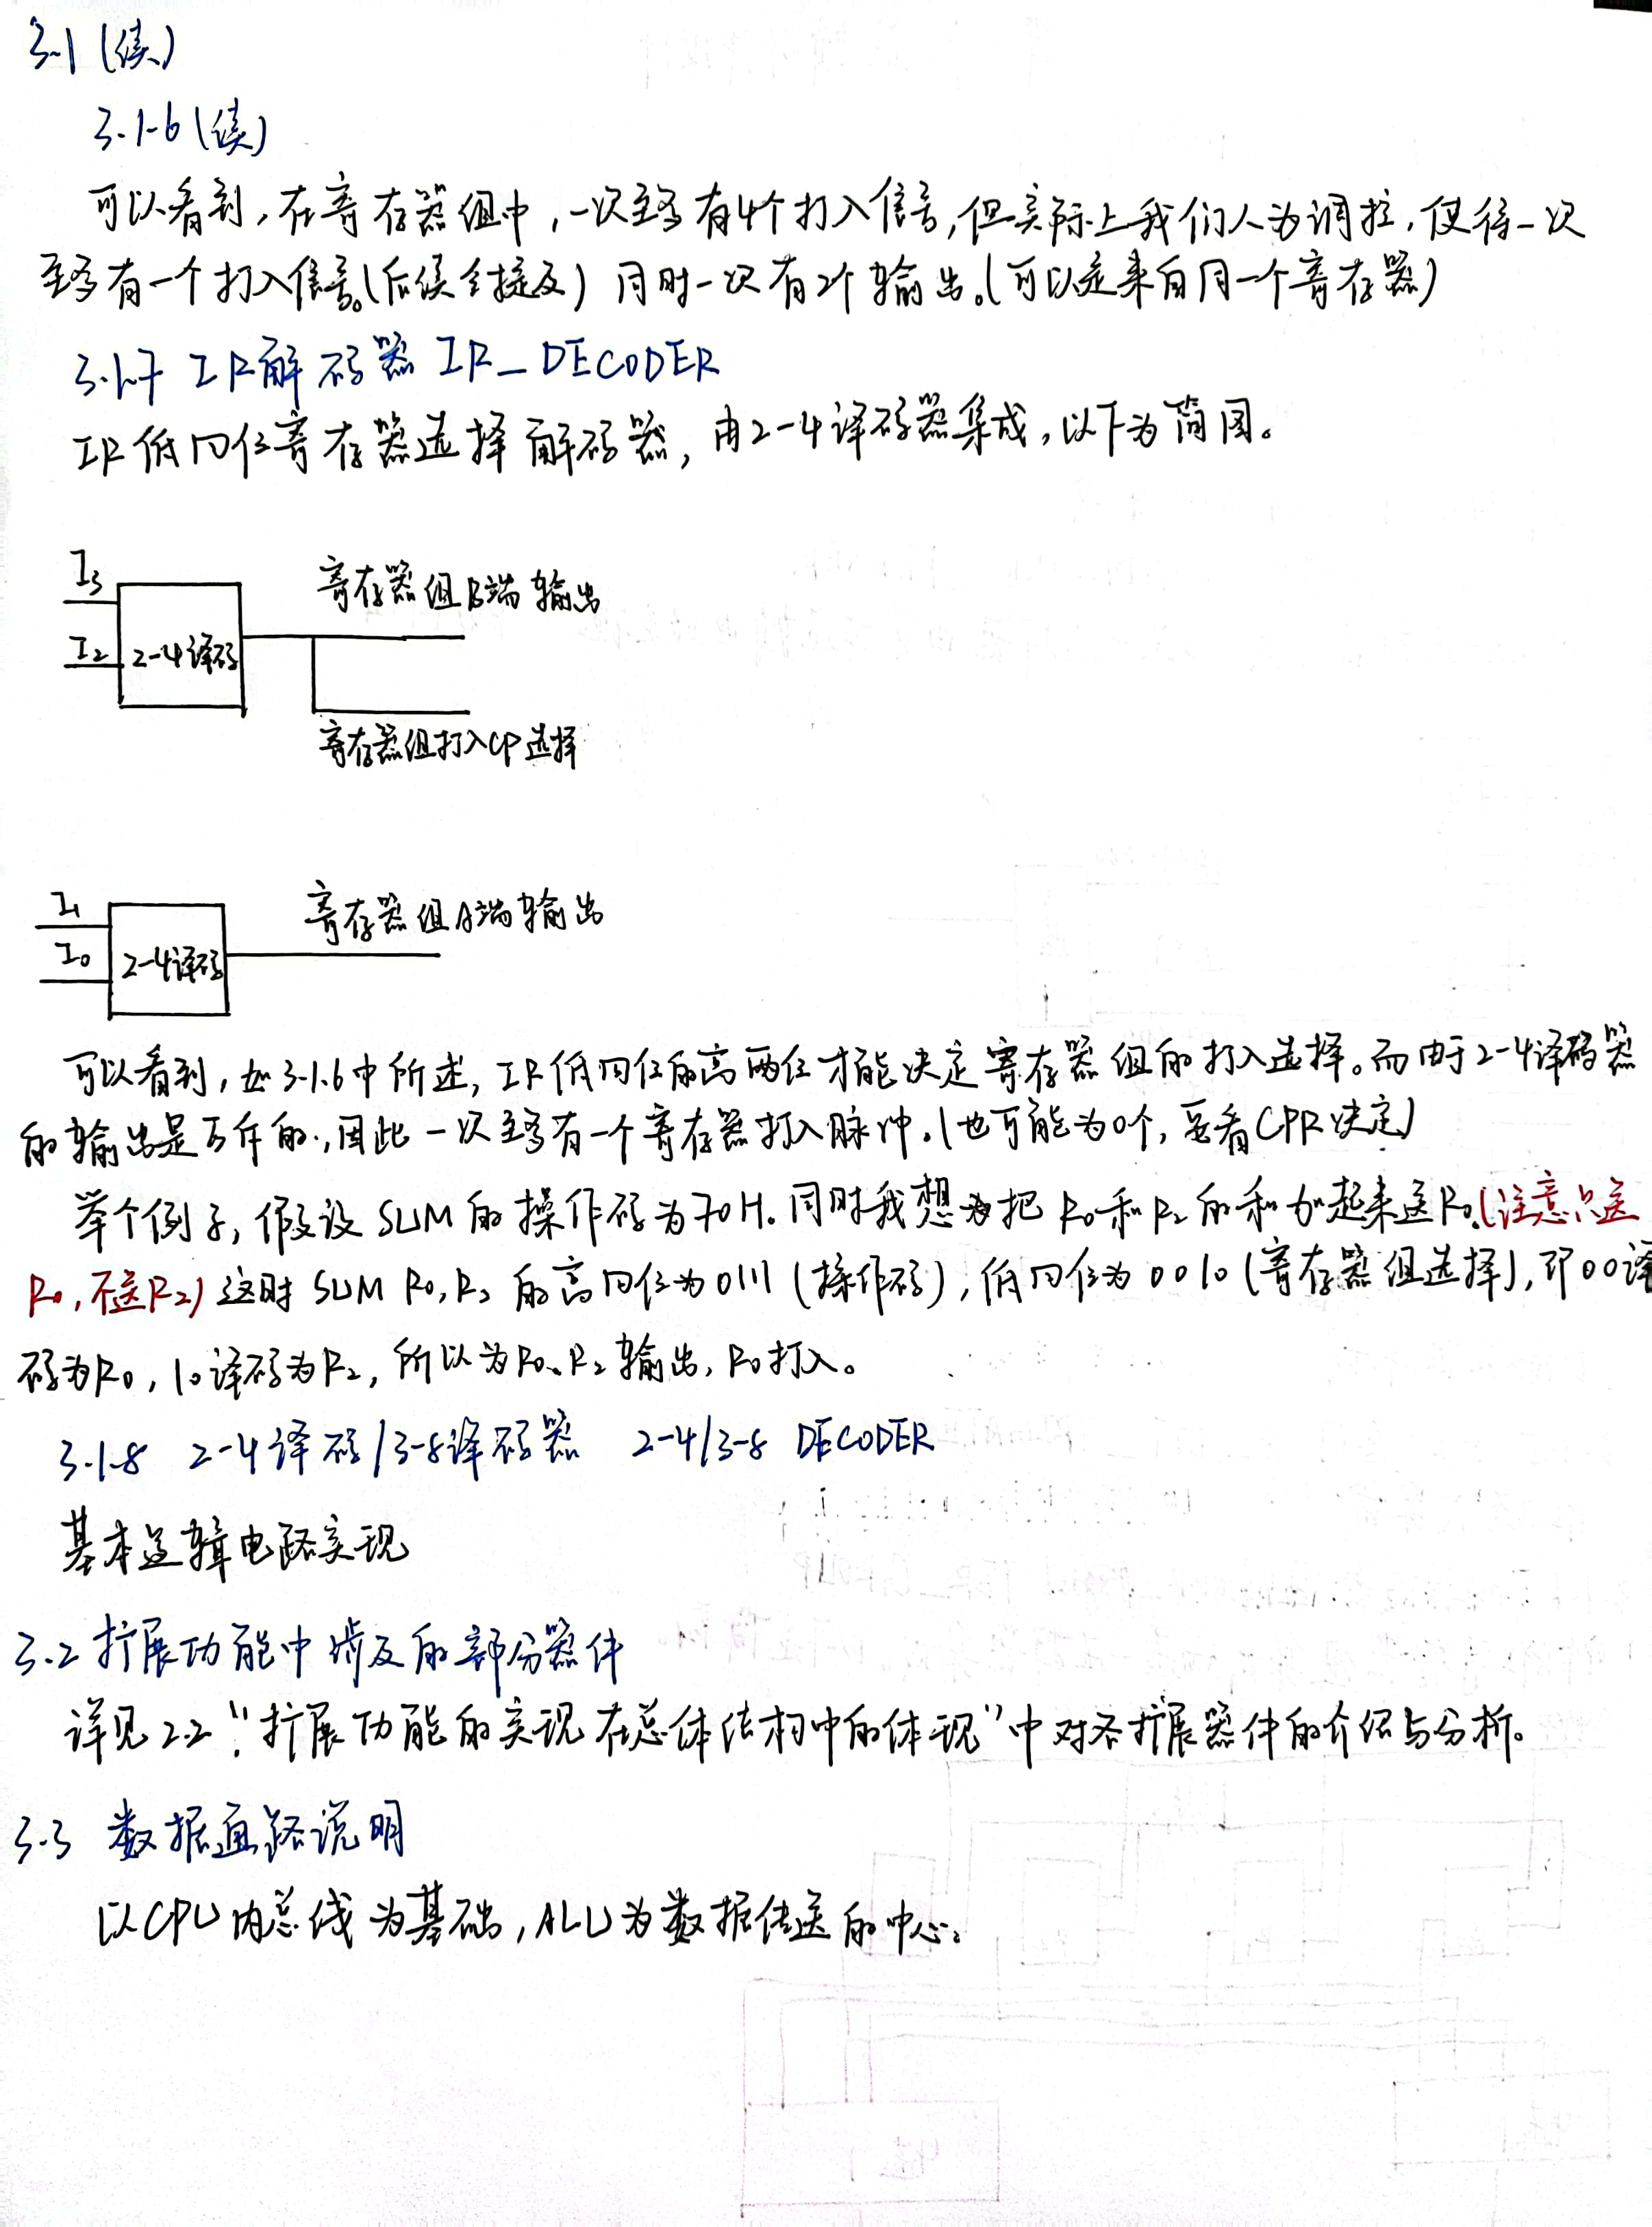 3.1 (续)
3.1.6 (续)
可以看到,在寄存器组中,一次至多有4个打入信号,但实际上我们人为调控,使得一次
至多有一个打入信号。(后续会提及) 同时一次有2个输出。(可以是来自同一个寄存器)
3.1.7 IR解码器 IR_DECODER
IR低四位寄存器选择解码器,由2-4译码器集成,以下为简图。
I3
寄存器组B端输出
I2
2-4译码
寄存器组打入CP选择
I1
寄存器组A端输出
I0
2-4译码
可以看到,如3.1.6中所述,IR低四位的高两位才能决定寄存器组的打入选择。而由于2-4译码器
的输出是互斥的,因此一次至多有一个寄存器打入脉冲。(也可能为0个,要看CPR决定)
举个例子,假设SUM的操作码为70H。同时我想把R0和R2的和加起来送R0。(注意只送
R0,不送R2) 这时SUM R0,R2的高四位为0111(操作码),低四位为0010(寄存器组选择),即00译
码为R0,10译码为R2,所以为R0、R2输出,R0打入。
3.1.8 2-4译码/3-8译码器 2-4/3-8 DECODER
基本逻辑电路实现
3.2 扩展功能中涉及的部分器件
详见2.2“扩展功能的实现在总体结构中的体现”中对各扩展器件的介绍与分析。
3.3 数据通路说明
以CPU内总线为基础,ALU为数据传送的中心。